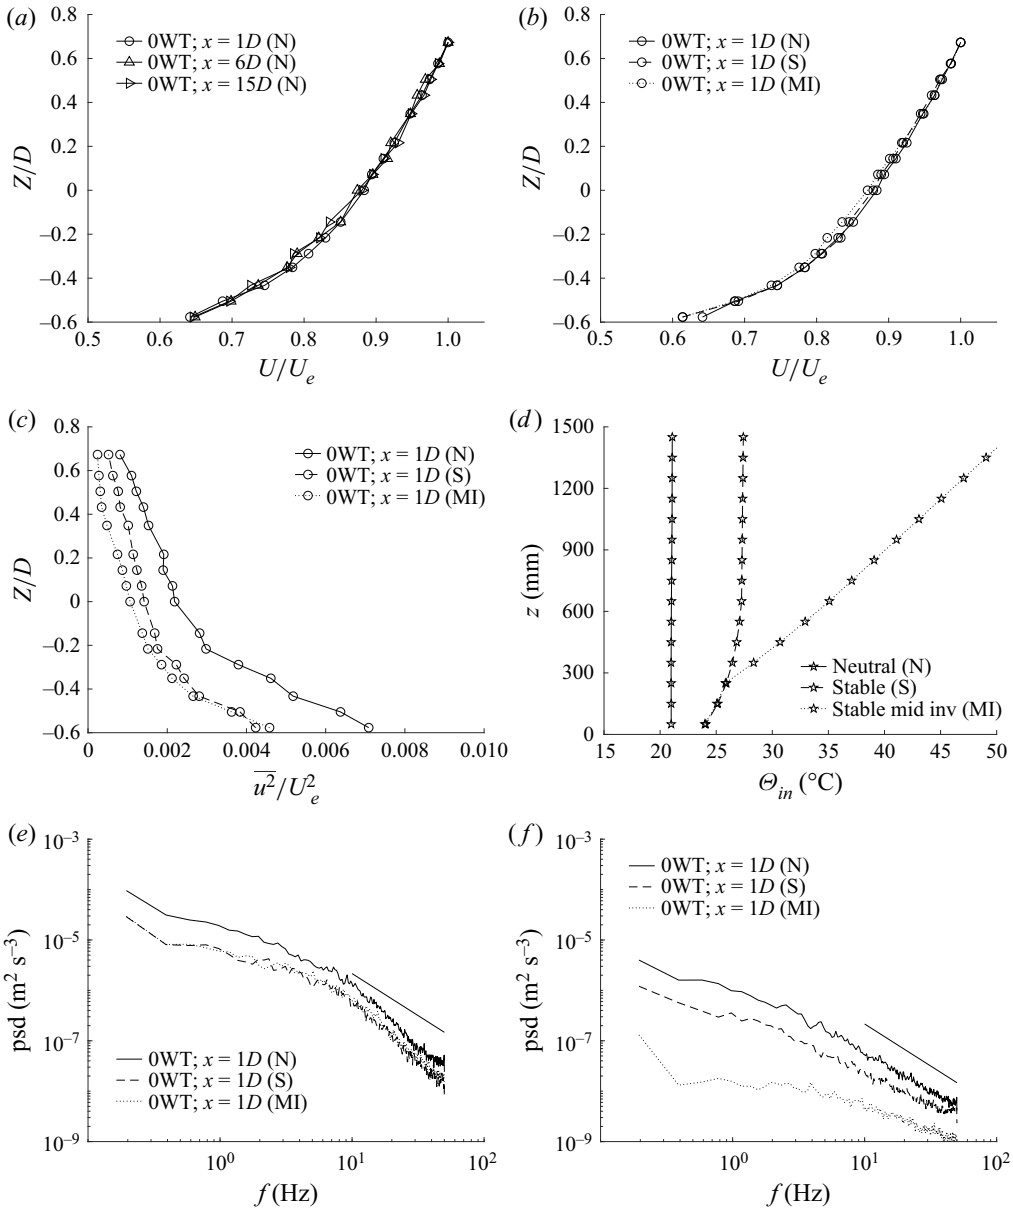 (a)
0.8
0.6
0.4
0.2
0
–0.2
–0.4
–0.6
Z/D
0WT; x = 1D (N)
0WT; x = 6D (N)
0WT; x = 15D (N)
0.5 0.6 0.7 0.8 0.9 1.0
U/U_e
(b)
0.8
0.6
0.4
0.2
0
–0.2
–0.4
–0.6
Z/D
0WT; x = 1D (N)
0WT; x = 1D (S)
0WT; x = 1D (MI)
0.5 0.6 0.7 0.8 0.9 1.0
U/U_e
(c)
0.8
0.6
0.4
0.2
0
–0.2
–0.4
–0.6
Z/D
0WT; x = 1D (N)
0WT; x = 1D (S)
0WT; x = 1D (MI)
0 0.002 0.004 0.006 0.008 0.010
u²/U_e²
(d)
1500
1200
900
600
300
0
z (mm)
Neutral (N)
Stable (S)
Stable mid inv (MI)
15 20 25 30 35 40 45 50
Θ_in (°C)
(e)
10⁻³
10⁻⁵
10⁻⁷
10⁻⁹
psd (m² s⁻³)
0WT; x = 1D (N)
0WT; x = 1D (S)
0WT; x = 1D (MI)
10⁰ 10¹ 10²
f (Hz)
(f)
10⁻³
10⁻⁵
10⁻⁷
10⁻⁹
psd (m² s⁻³)
0WT; x = 1D (N)
0WT; x = 1D (S)
0WT; x = 1D (MI)
10⁰ 10¹ 10²
f (Hz)